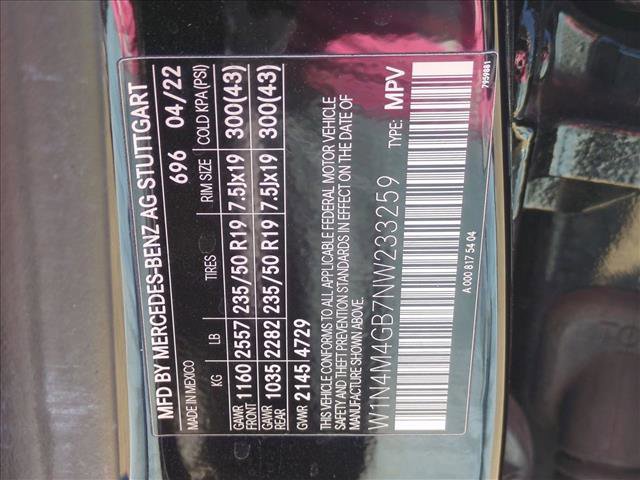 MFD BY MERCEDES-BENZ AG STUTTGART
MADE IN MEXICO 696 04/22
KG LB TIRES RIM SIZE COLD KPA (PSI)
GAWR FRONT 1160 2557 235/50 R19 7.5Jx19 300(43)
GAWR REAR 1035 2282 235/50 R19 7.5Jx19 300(43)
GWR 2145 4729
THIS VEHICLE CONFORMS TO ALL APPLICABLE FEDERAL MOTOR VEHICLE
SAFETY AND THEFT PREVENTION STANDARDS IN EFFECT ON THE DATE OF
MANUFACTURE SHOWN ABOVE.
W1N4M4GB7NW233259 TYPE: MPV
A 000 817 54 04 7959881